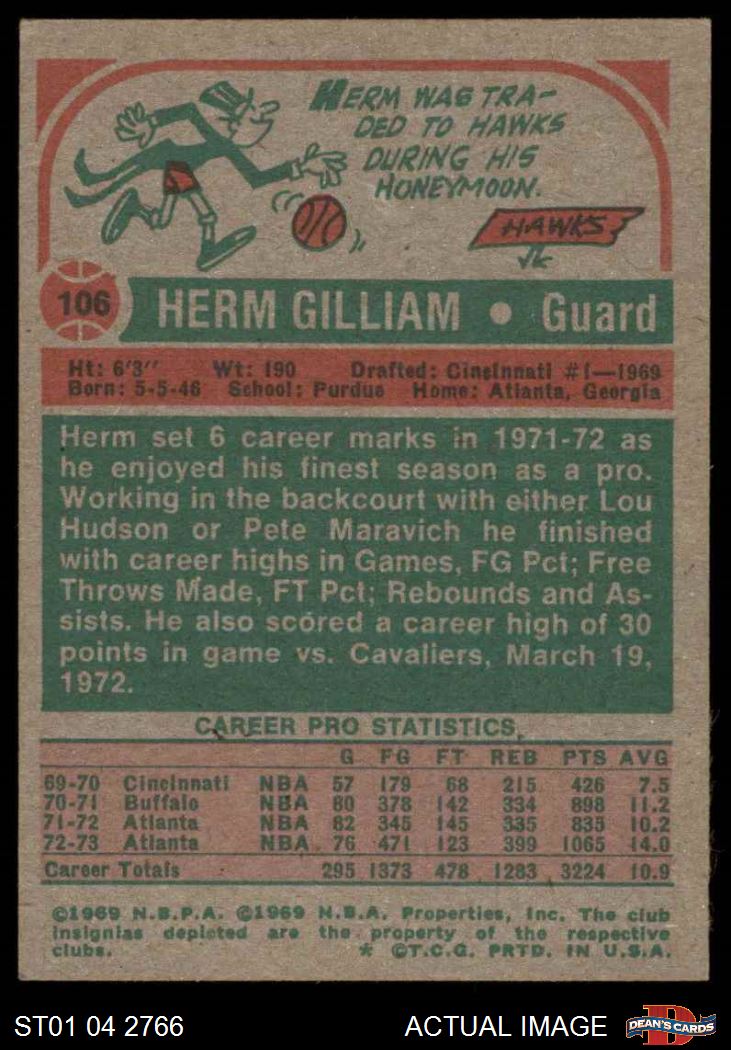 HERM WAS TRA-
DED TO HAWKS
DURING HIS
HONEYMOON.
HAWKS
106 HERM GILLIAM • Guard
Ht: 6'3" Wt: 190 Drafted: Cincinnati #1—1969
Born: 5-5-46 School: Purdue Home: Atlanta, Georgia
Herm set 6 career marks in 1971-72 as
he enjoyed his finest season as a pro.
Working in the backcourt with either Lou
Hudson or Pete Maravich he finished
with career highs in Games, FG Pct; Free
Throws Made, FT Pct; Rebounds and As-
sists. He also scored a career high of 30
points in game vs. Cavaliers, March 19,
1972.
CAREER PRO STATISTICS
G FG FT REB PTS AVG
69-70 Cincinnati NBA 57 179 68 215 426 7.5
70-71 Buffalo NBA 80 378 142 334 898 11.2
71-72 Atlanta NBA 82 345 145 335 835 10.2
72-73 Atlanta NBA 76 471 123 399 1065 14.0
Career Totals 295 1373 478 1283 3224 10.9
©1969 N.B.P.A. ©1969 N.B.A. Properties, Inc. The club
insignias depicted are the property of the respective
clubs. * ©T.C.G. PRTD. IN U.S.A.
ST01 04 2766 ACTUAL IMAGE DEAN'S CARDS